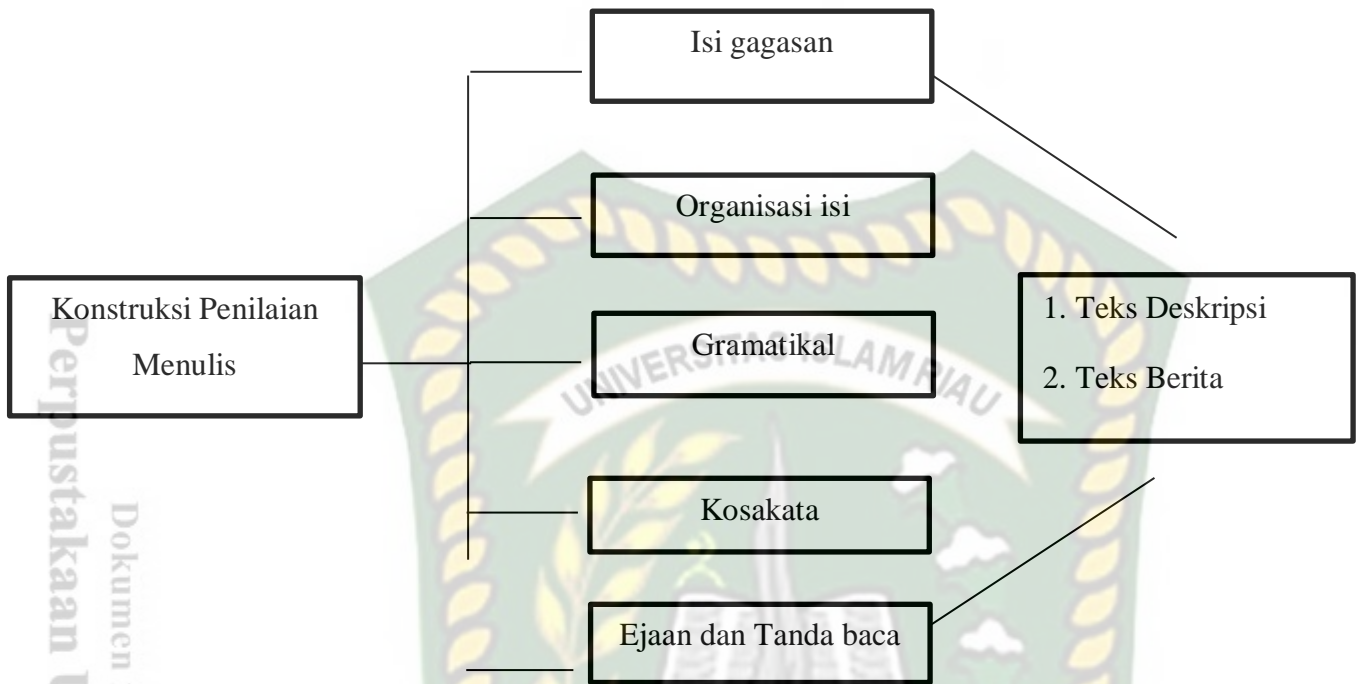 Isi gagasan
Organisasi isi
Konstruksi Penilaian
Menulis
Gramatikal
1. Teks Deskripsi
2. Teks Berita
Kosakata
Ejaan dan Tanda baca
UNIVERSITAS ISLAM RIAU
Perpustakaan U
Dokumen